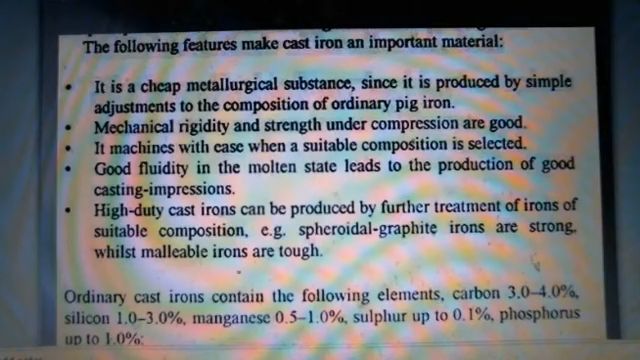 The following features make cast iron an important material:
• It is a cheap metallurgical substance, since it is produced by simple
adjustments to the composition of ordinary pig iron.
• Mechanical rigidity and strength under compression are good.
• It machines with ease when a suitable composition is selected.
• Good fluidity in the molten state leads to the production of good
casting-impressions.
• High-duty cast irons can be produced by further treatment of irons of
suitable composition, e.g. spheroidal-graphite irons are strong,
whilst malleable irons are tough.
Ordinary cast irons contain the following elements, carbon 3.0–4.0%,
silicon 1.0–3.0%, manganese 0.5–1.0%, sulphur up to 0.1%, phosphorus
up to 1.0%: